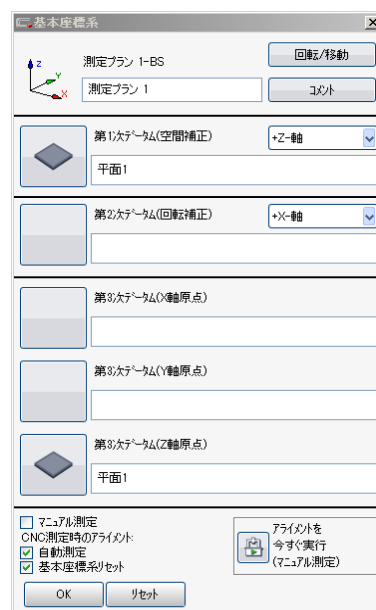 基本座標系
z
Y
X
測定プラン 1-BS
回転/移動
測定プラン 1
コメント
第1次データム(空間補正)
+Z-軸
平面1
第2次データム(回転補正)
+X-軸
第3次データム(X軸原点)
第3次データム(Y軸原点)
第3次データム(Z軸原点)
平面1
マニュアル測定
CNC測定時のアライメント:
自動測定
基本座標系リセット
アライメントを
今すぐ実行
(マニュアル測定)
OK
リセット